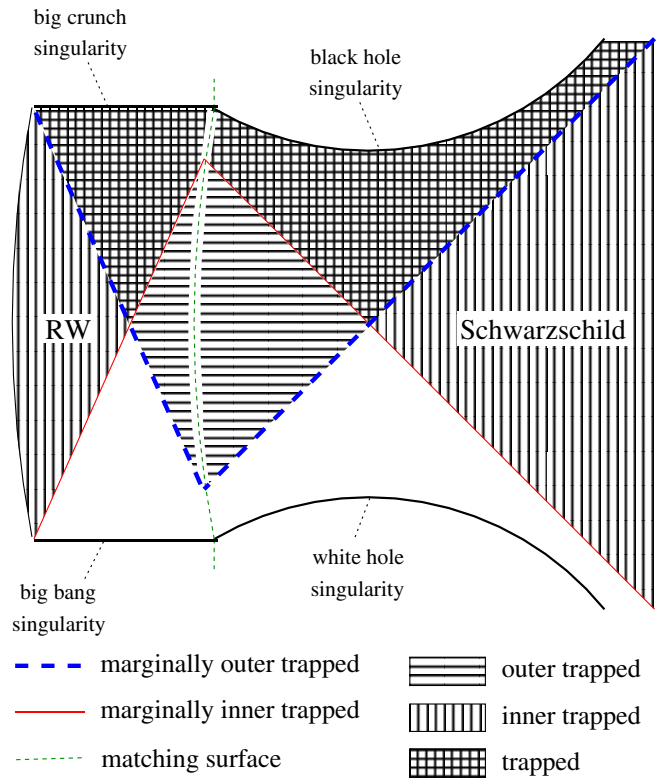 big crunch
singularity
black hole
singularity
RW
Schwarzschild
white hole
singularity
big bang
singularity
marginally outer trapped
marginally inner trapped
matching surface
outer trapped
inner trapped
trapped